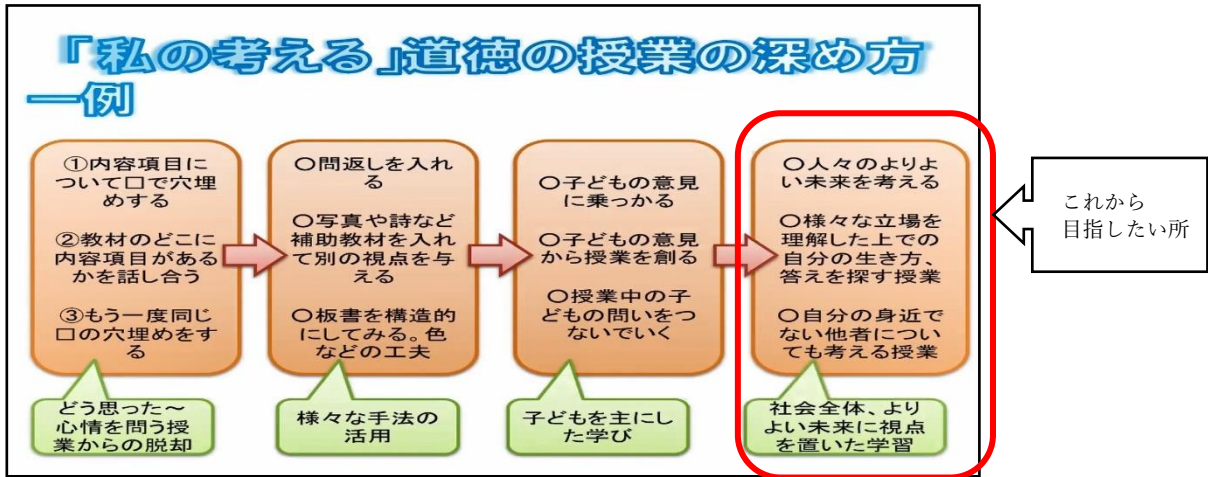 『私の考える』道徳の授業の深め方
一例
①内容項目に
ついて口で穴埋
めする
②教材のどこに
内容項目がある
かを話し合う
③もう一度同じ
口の穴埋めをす
る
どう思った～
心情を問う授
業からの脱却
〇問返しを入れ
る
〇写真や詩など
補助教材を入れ
て別の視点を与
える
〇板書を構造的
にしてみる。色
などの工夫
様々な手法の
活用
〇子どもの意見
に乗っかる
〇子どもの意見
から授業を創る
〇授業中の子
どもの問いをつ
ないでいく
子どもを主にし
た学び
〇人々のよりよ
い未来を考える
〇様々な立場を
理解した上での
自分の生き方、
答えを探す授業
〇自分の身近で
ない他者につい
ても考える授業
社会全体、より
よい未来に視点
を置いた学習
これから
目指したい所